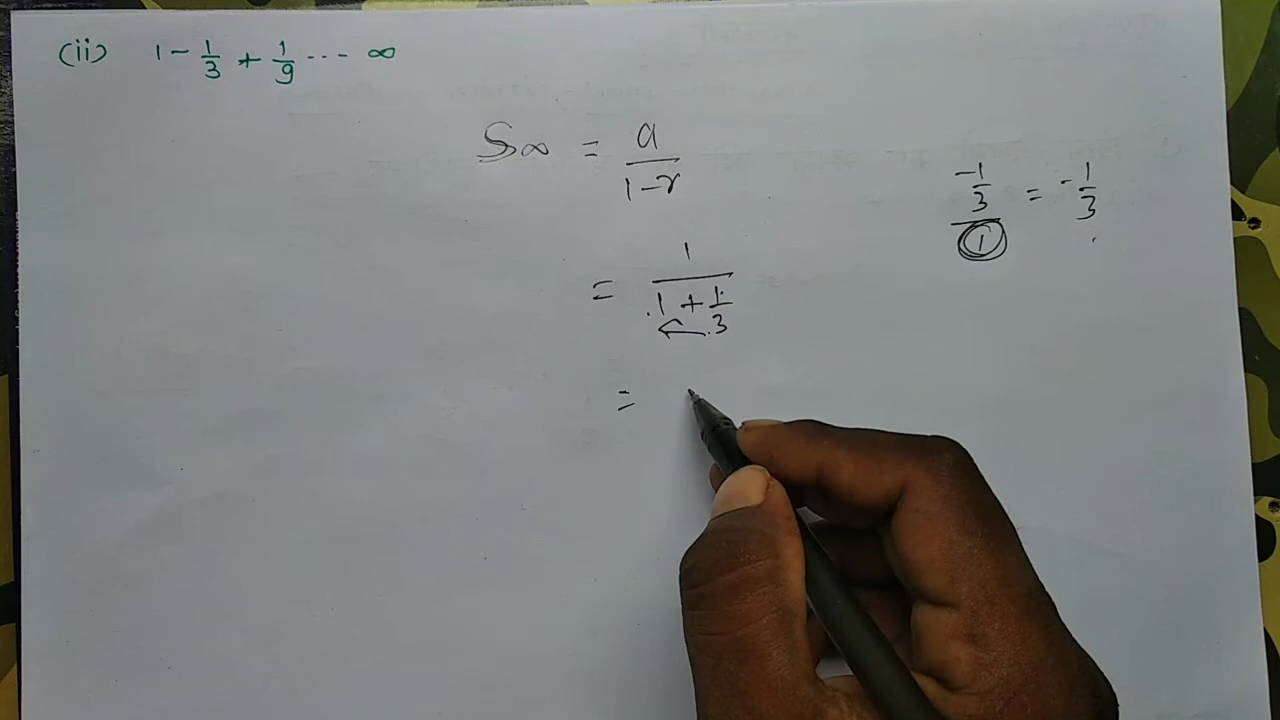 (ii) 1 - 1/3 + 1/9 ... ∞
S∞ = a/(1-r)
(-1/3)/1 = -1/3
= 1/(1 + 1/3)
=